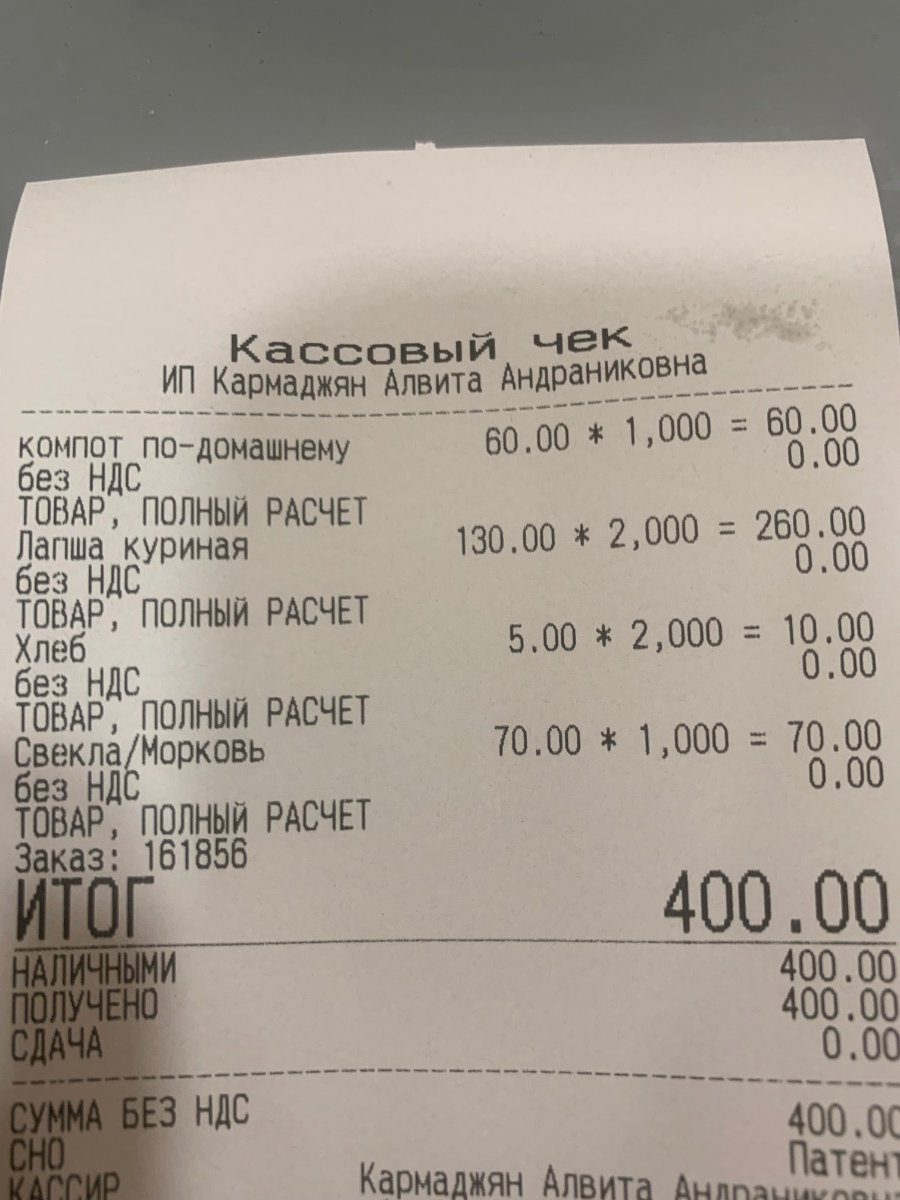 Кассовый чек
ИП Кармаджян Алвита Андраниковна
компот по-домашнему 60.00 * 1,000 = 60.00
без НДС 0.00
ТОВАР, ПОЛНЫЙ РАСЧЕТ
Лапша куриная 130.00 * 2,000 = 260.00
без НДС 0.00
ТОВАР, ПОЛНЫЙ РАСЧЕТ
Хлеб 5.00 * 2,000 = 10.00
без НДС 0.00
ТОВАР, ПОЛНЫЙ РАСЧЕТ
Свекла/Морковь 70.00 * 1,000 = 70.00
без НДС 0.00
ТОВАР, ПОЛНЫЙ РАСЧЕТ
Заказ: 161856
ИТОГ 400.00
НАЛИЧНЫМИ 400.00
ПОЛУЧЕНО 400.00
СДАЧА 0.00
СУММА БЕЗ НДС 400.00
СНО Патент
КАССИР Кармаджян Алвита